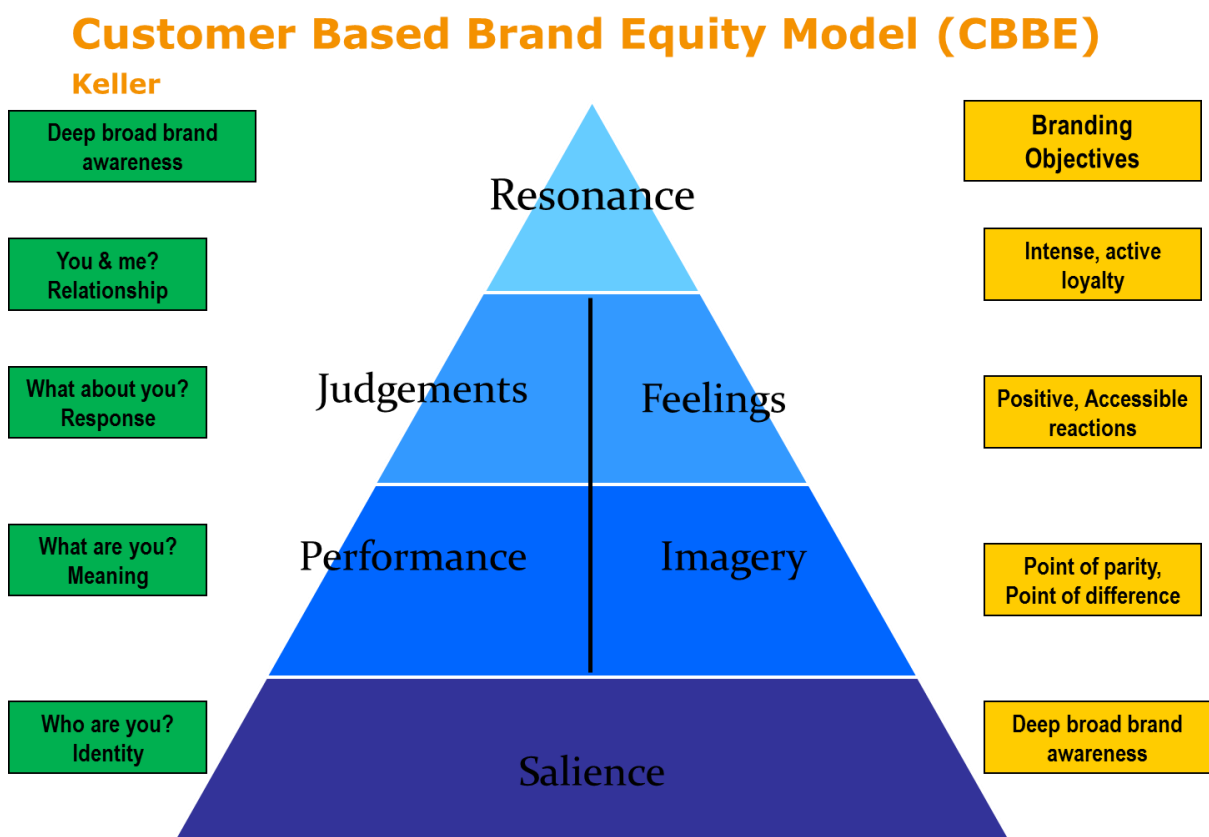 Customer Based Brand Equity Model (CBBE)
Keller
Deep broad brand
awareness
Branding
Objectives
Resonance
You & me?
Relationship
Intense, active
loyalty
What about you?
Response
Judgements
Feelings
Positive, Accessible
reactions
What are you?
Meaning
Performance
Imagery
Point of parity,
Point of difference
Who are you?
Identity
Salience
Deep broad brand
awareness